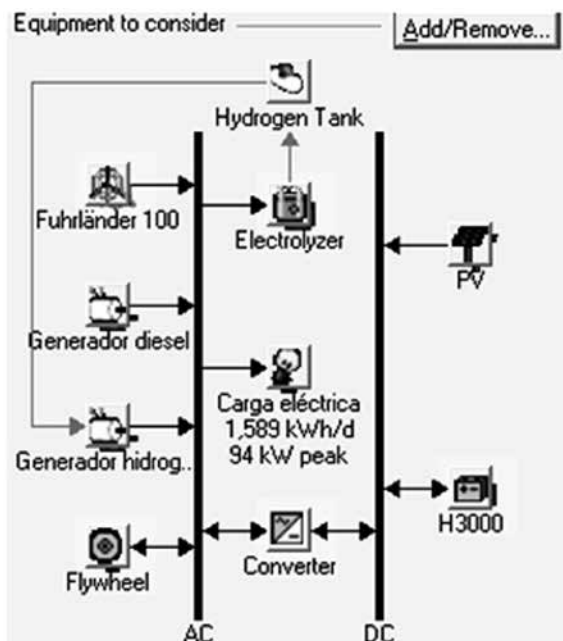 Equipment to consider
Add/Remove...
Hydrogen Tank
Fuhrländer 100
Electrolyzer
PV
Generador diesel
Carga eléctrica
1,589 kWh/d
94 kW peak
Generador hidrog..
H3000
Flywheel
Converter
AC
DC